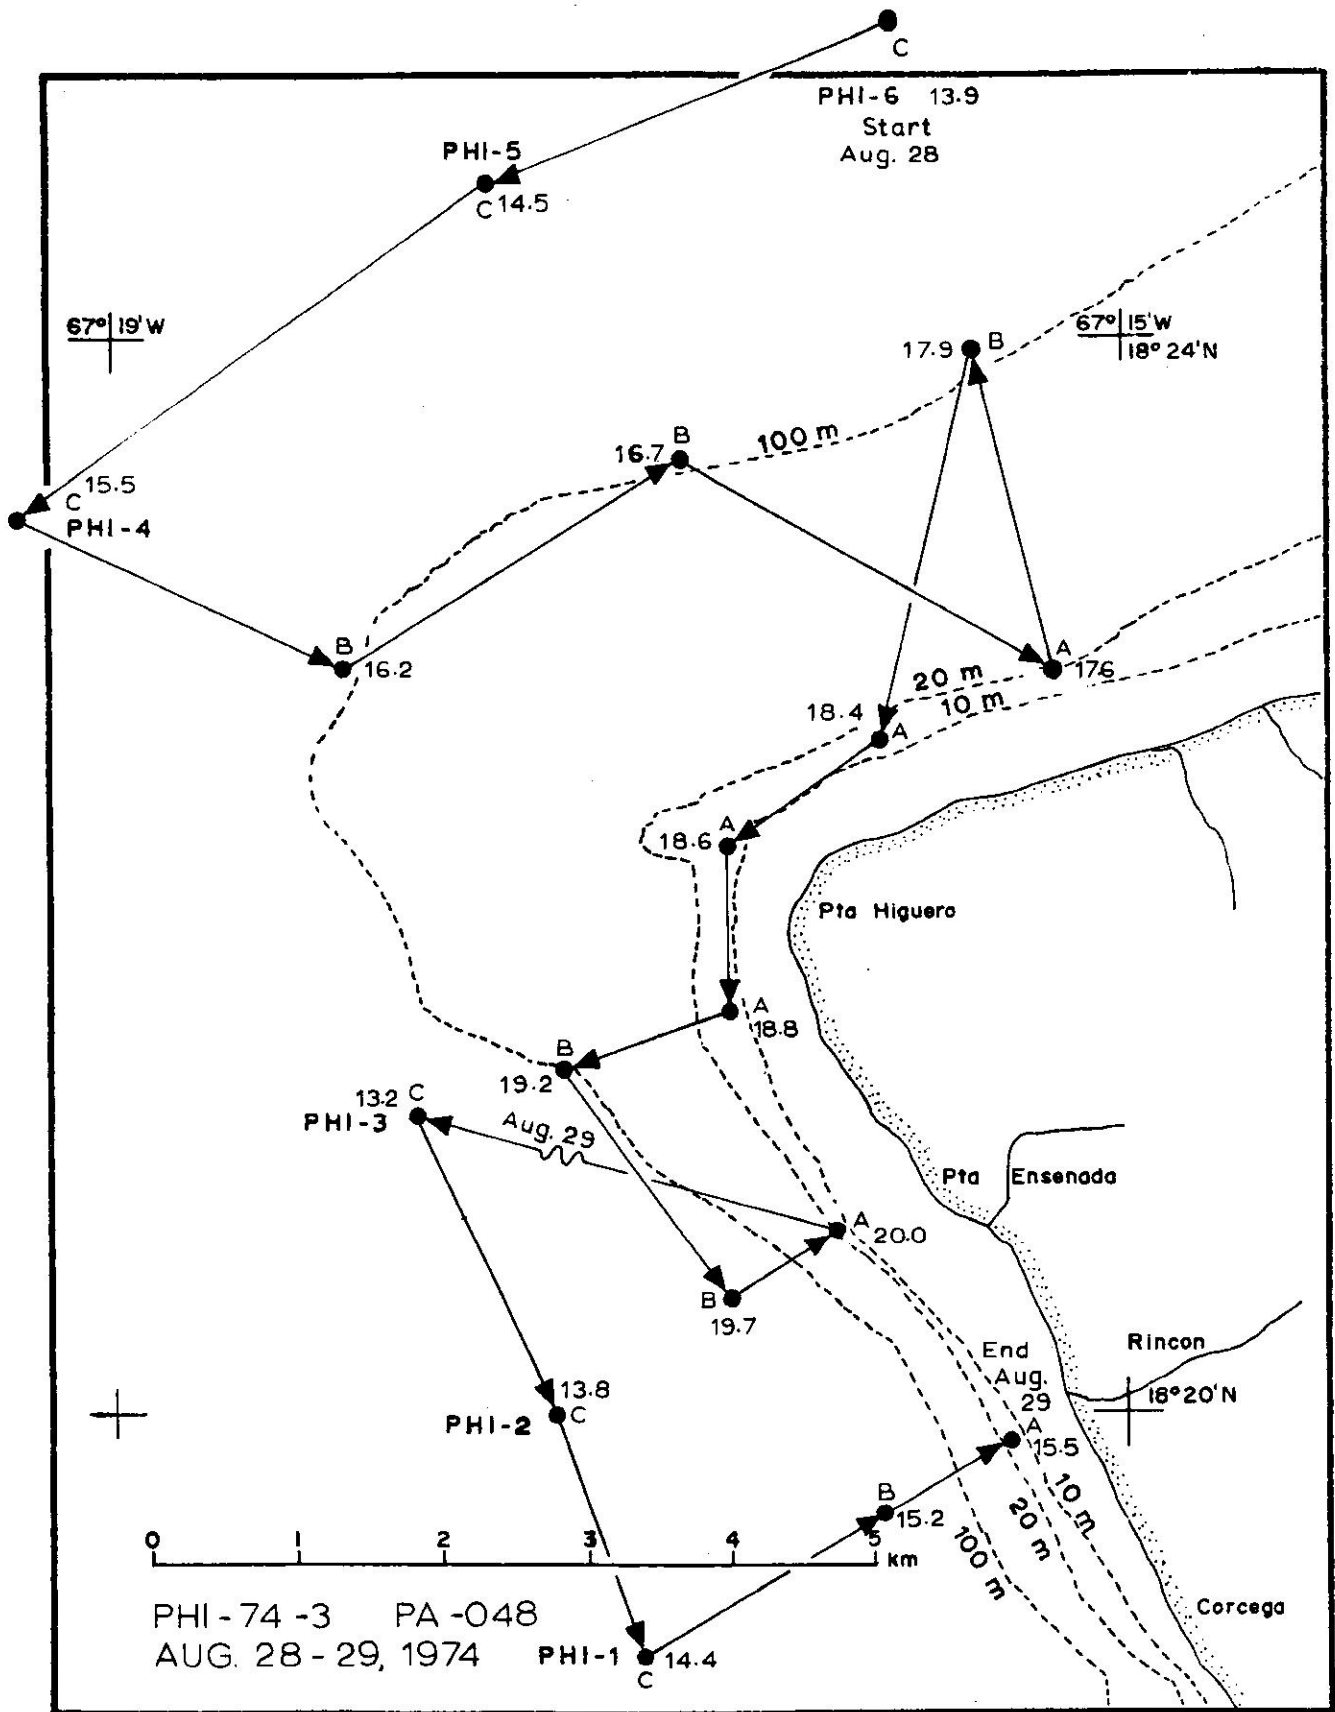 C
PHI-6 13.9
Start
Aug. 28
PHI-5
C 14.5
67° 19' W
67° 15' W
18° 24' N
17.9 B
100 m
B
16.7
15.5
C
PHI-4
B
16.2
A
17.6
20 m
10 m
18.4
A
A
18.6
Pta Higuero
A
18.8
B
19.2
13.2 C
PHI-3
Aug. 29
Pta Ensenada
A
20.0
B
19.7
End
Aug.
29
Rincon
18° 20' N
13.8
PHI-2 C
A
15.5
B
15.2
10 m
20 m
100 m
0 1 2 3 4 5
km
Corcega
PHI-74-3 PA-048
AUG. 28-29, 1974
PHI-1 14.4
C